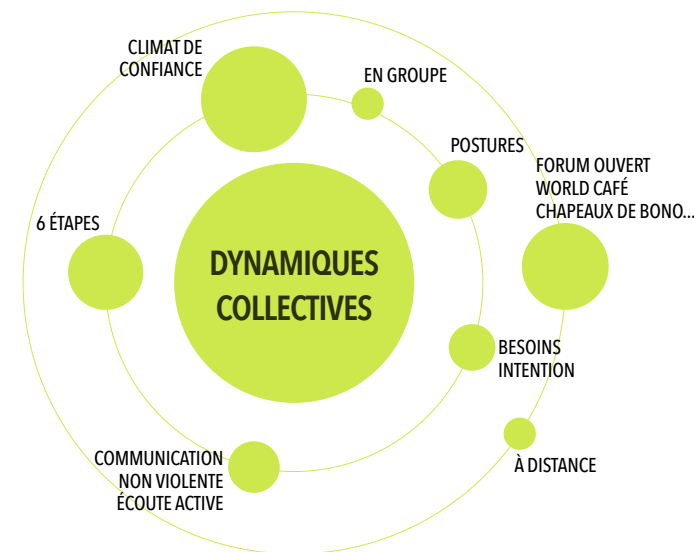 CLIMAT DE
CONFIANCE
EN GROUPE
POSTURES
FORUM OUVERT
WORLD CAFÉ
CHAPEAUX DE BONO...
6 ÉTAPES
DYNAMIQUES
COLLECTIVES
BESOINS
INTENTION
COMMUNICATION
NON VIOLENTE
ÉCOUTE ACTIVE
À DISTANCE